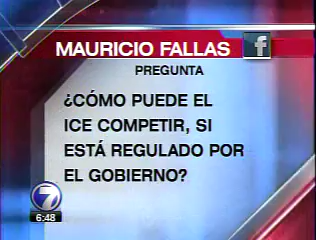 MAURICIO FALLAS f
PREGUNTA
¿CÓMO PUEDE EL
ICE COMPETIR, SI
ESTÁ REGULADO POR
EL GOBIERNO?
7
6:48